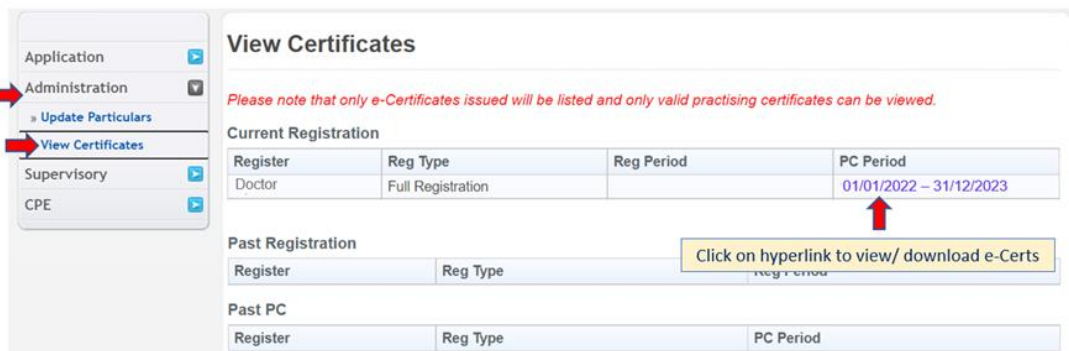 Application
Administration
» Update Particulars
View Certificates
Supervisory
CPE
View Certificates
Please note that only e-Certificates issued will be listed and only valid practising certificates can be viewed.
Current Registration
Register Reg Type Reg Period PC Period
Doctor Full Registration 01/01/2022 – 31/12/2023
Click on hyperlink to view/ download e-Certs
Past Registration
Register Reg Type Reg Period
Past PC
Register Reg Type PC Period